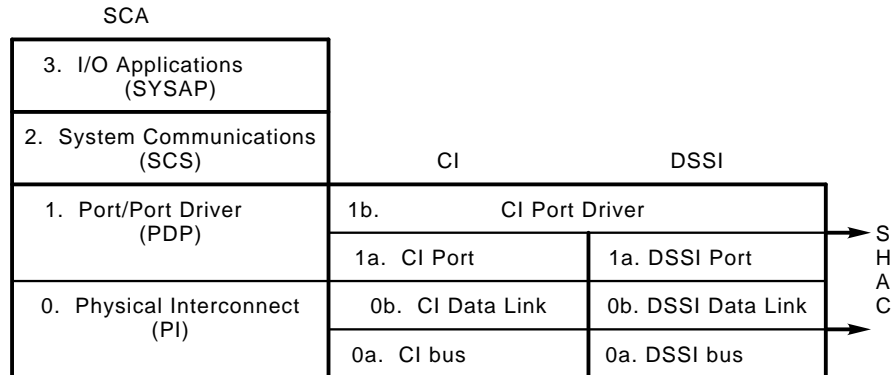 SCA
3. I/O Applications
(SYSAP)
2. System Communications
(SCS)
CI
DSSI
1. Port/Port Driver
(PDP)
1b. CI Port Driver
1a. CI Port
1a. DSSI Port
0. Physical Interconnect
(PI)
0b. CI Data Link
0b. DSSI Data Link
0a. CI bus
0a. DSSI bus
S
H
A
C